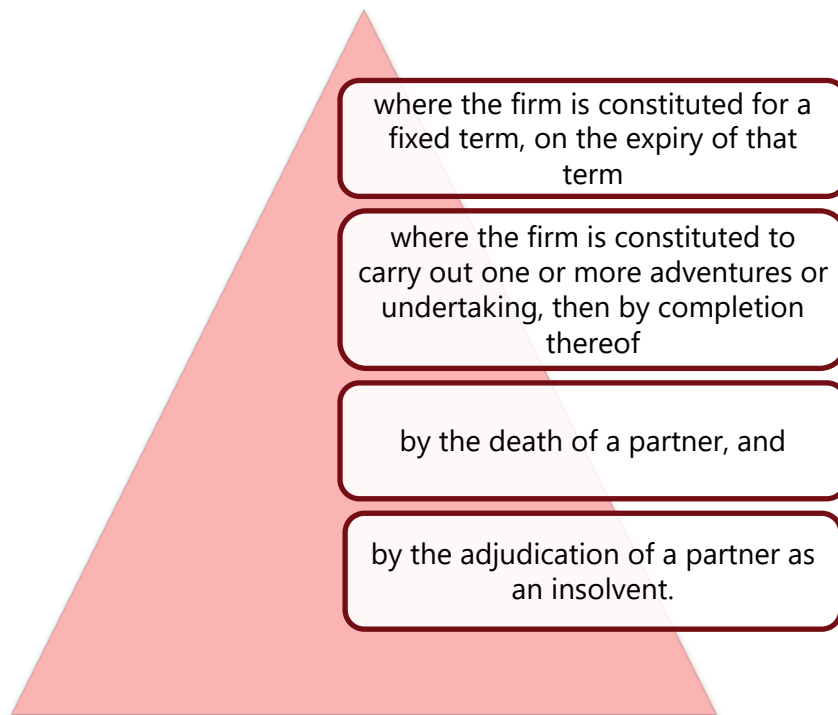 where the firm is constituted for a
fixed term, on the expiry of that
term
where the firm is constituted to
carry out one or more adventures or
undertaking, then by completion
thereof
by the death of a partner, and
by the adjudication of a partner as
an insolvent.